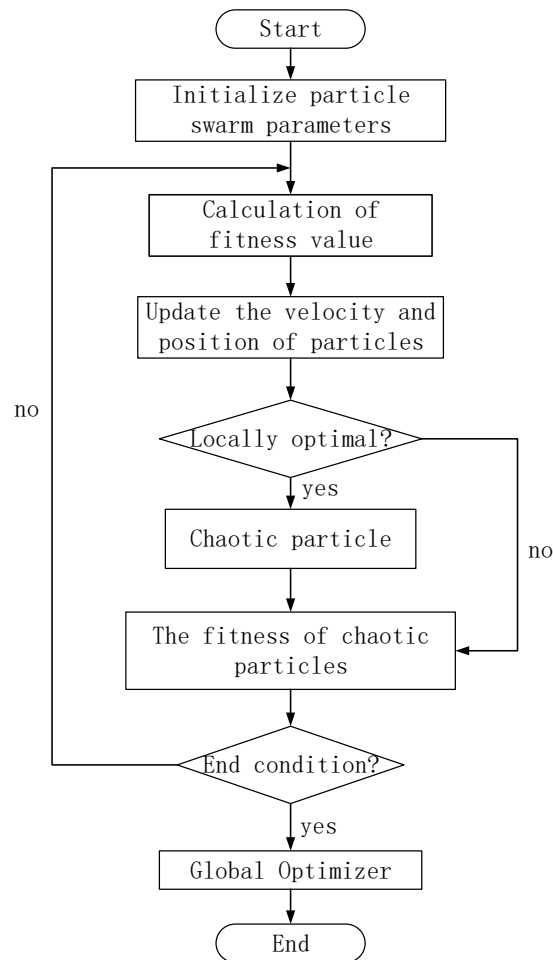 Start
Initialize particle
swarm parameters
Calculation of
fitness value
Update the velocity and
position of particles
no
Locally optimal?
yes
Chaotic particle
no
The fitness of chaotic
particles
End condition?
yes
Global Optimizer
End